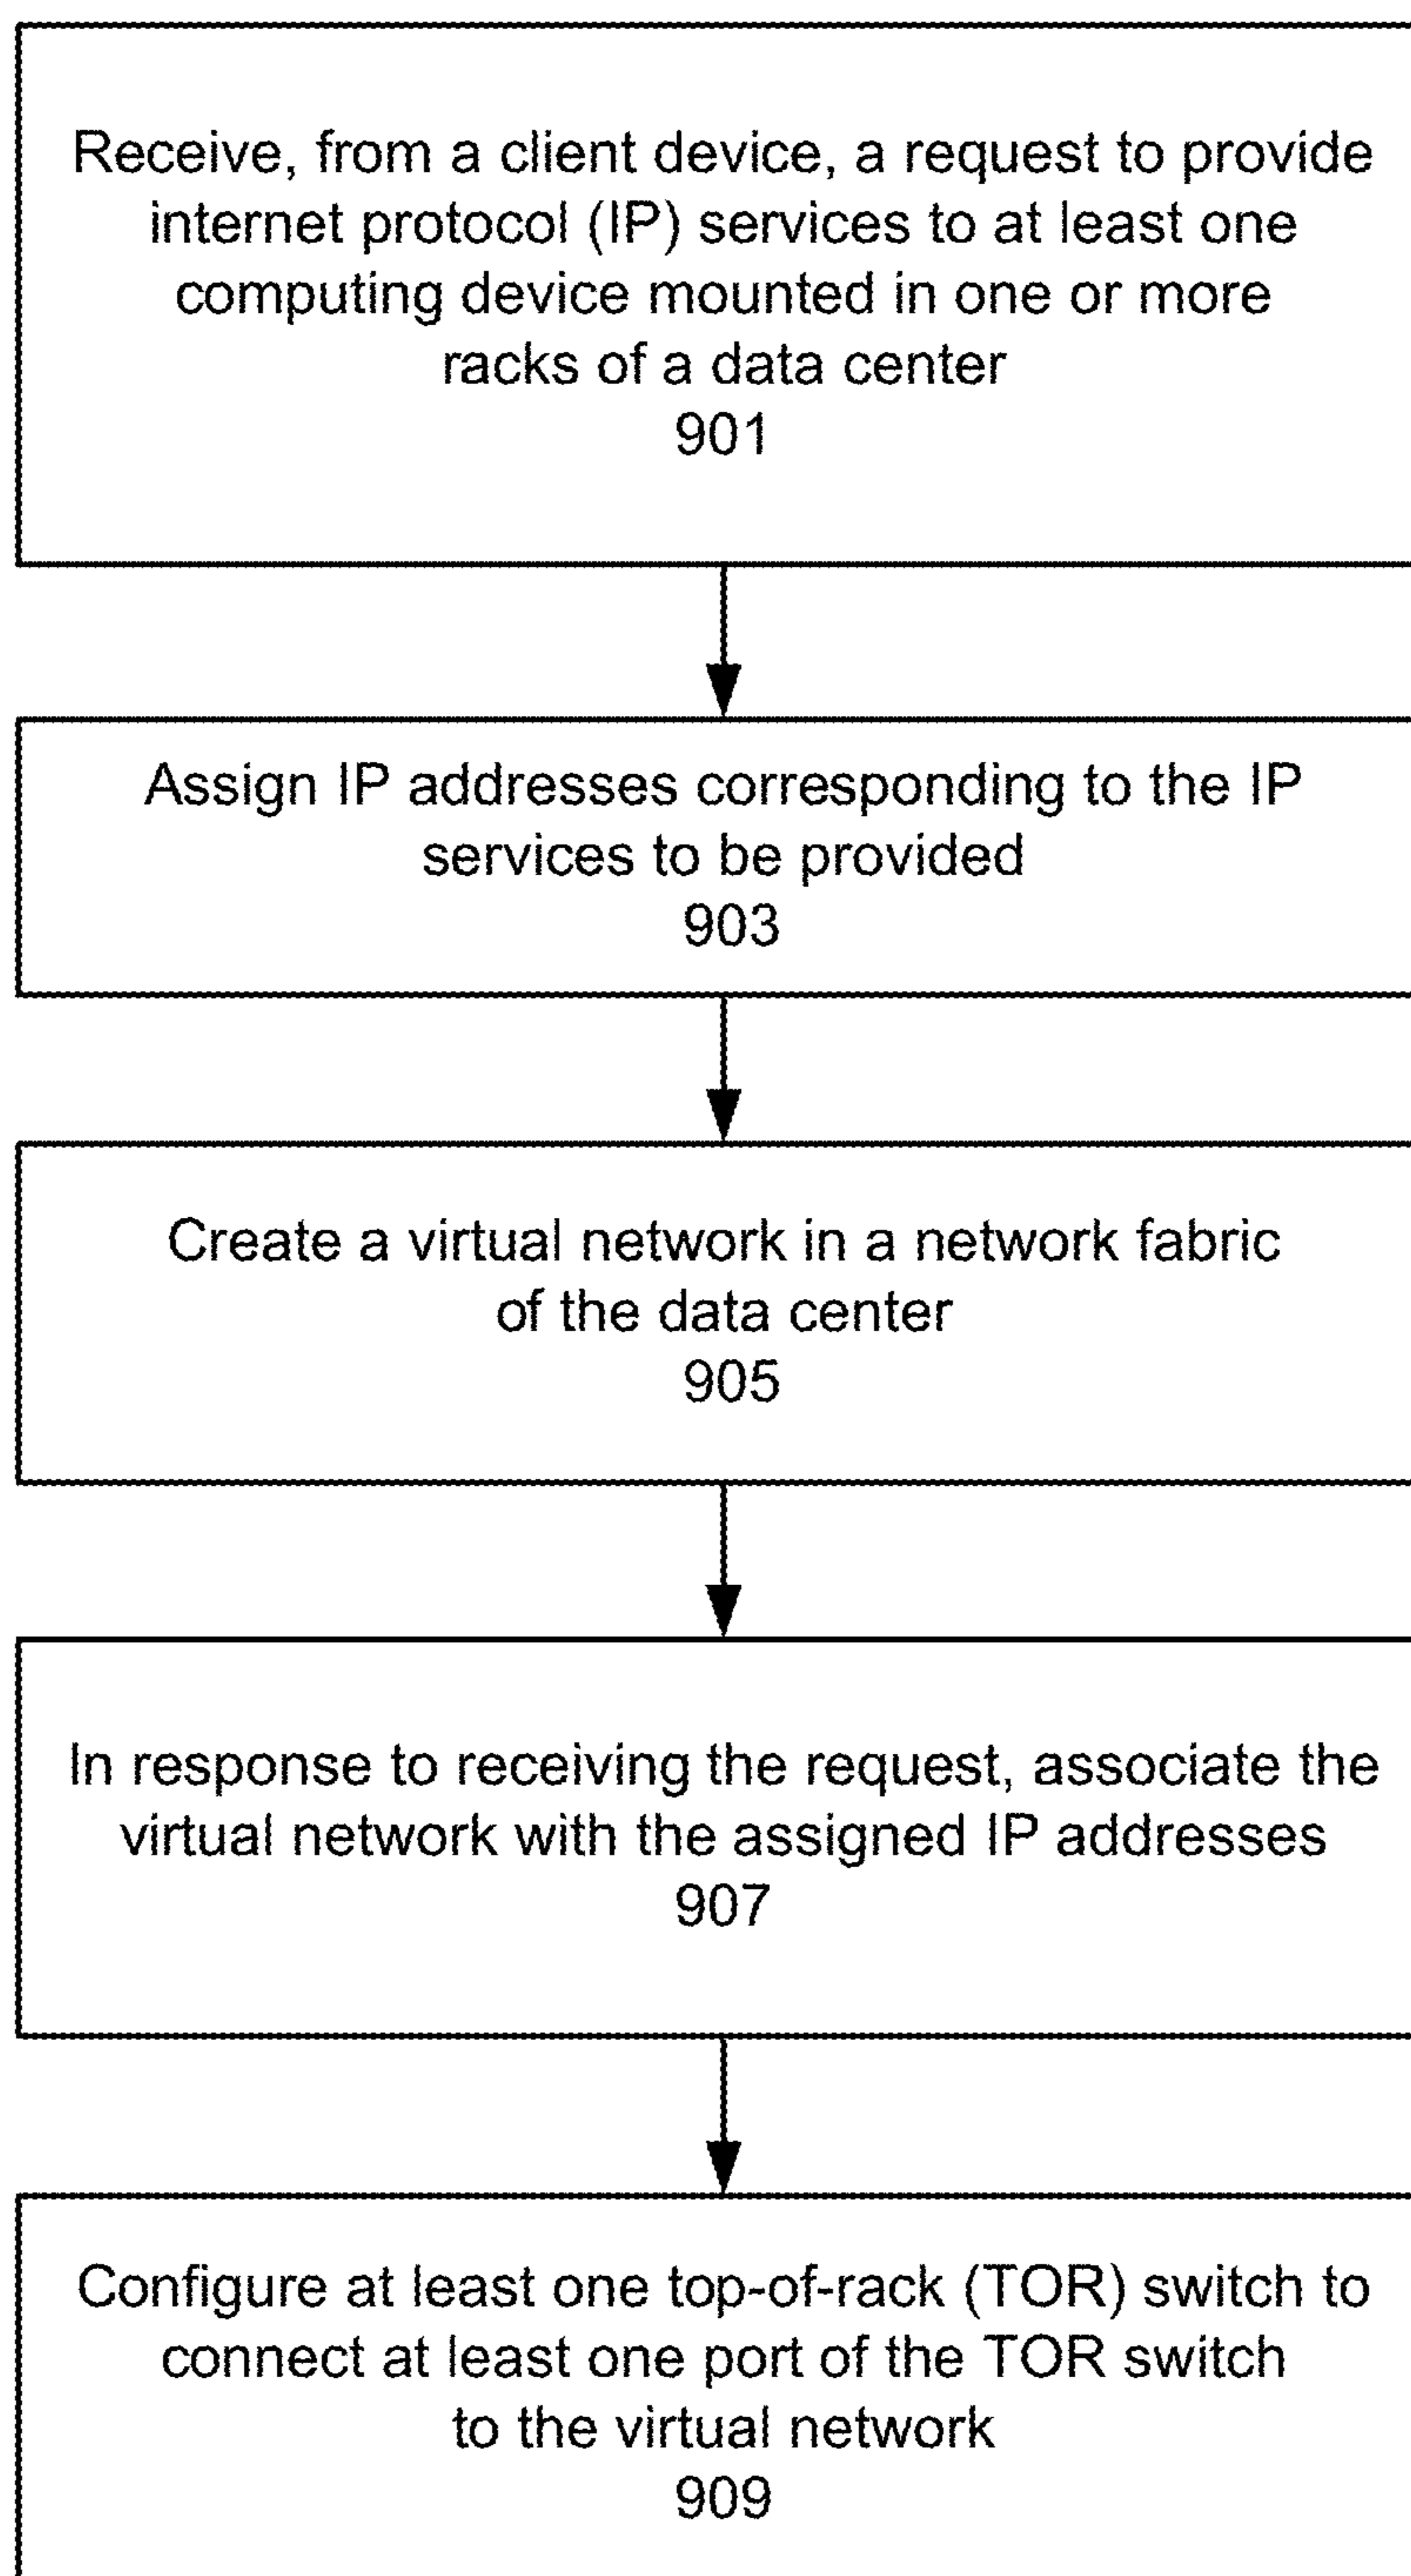 Receive, from a client device, a request to provide
internet protocol (IP) services to at least one
computing device mounted in one or more
racks of a data center
901
Assign IP addresses corresponding to the IP
services to be provided
903
Create a virtual network in a network fabric
of the data center
905
In response to receiving the request, associate the
virtual network with the assigned IP addresses
907
Configure at least one top-of-rack (TOR) switch to
connect at least one port of the TOR switch
to the virtual network
909